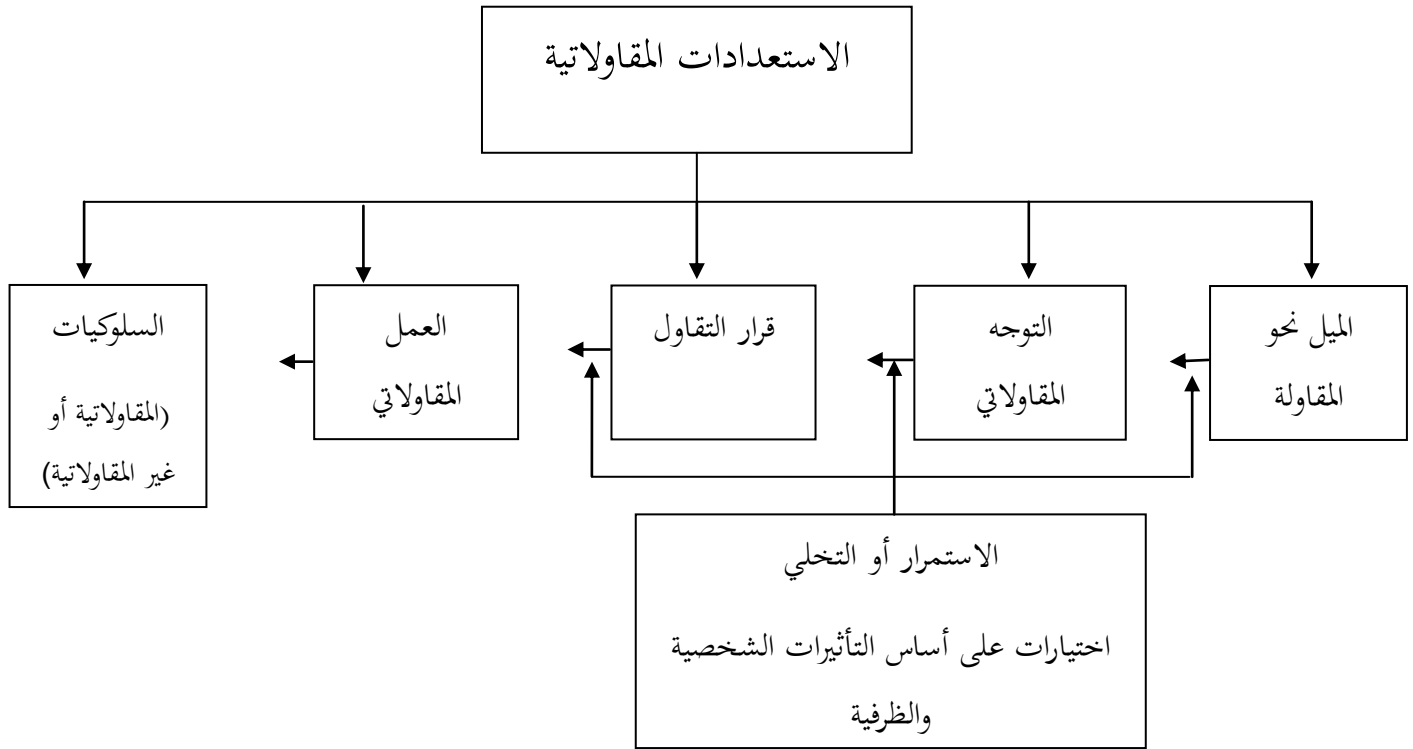 الاستعدادات المقاولاتية
الميل نحو
المقاولة
التوجه
المقاولاتي
قرار التقاول
العمل
المقاولاتي
السلوكيات
(المقاولاتية أو
غير المقاولاتية)
الاستمرار أو التخلي
اختيارات على أساس التأثيرات الشخصية
والظرفية